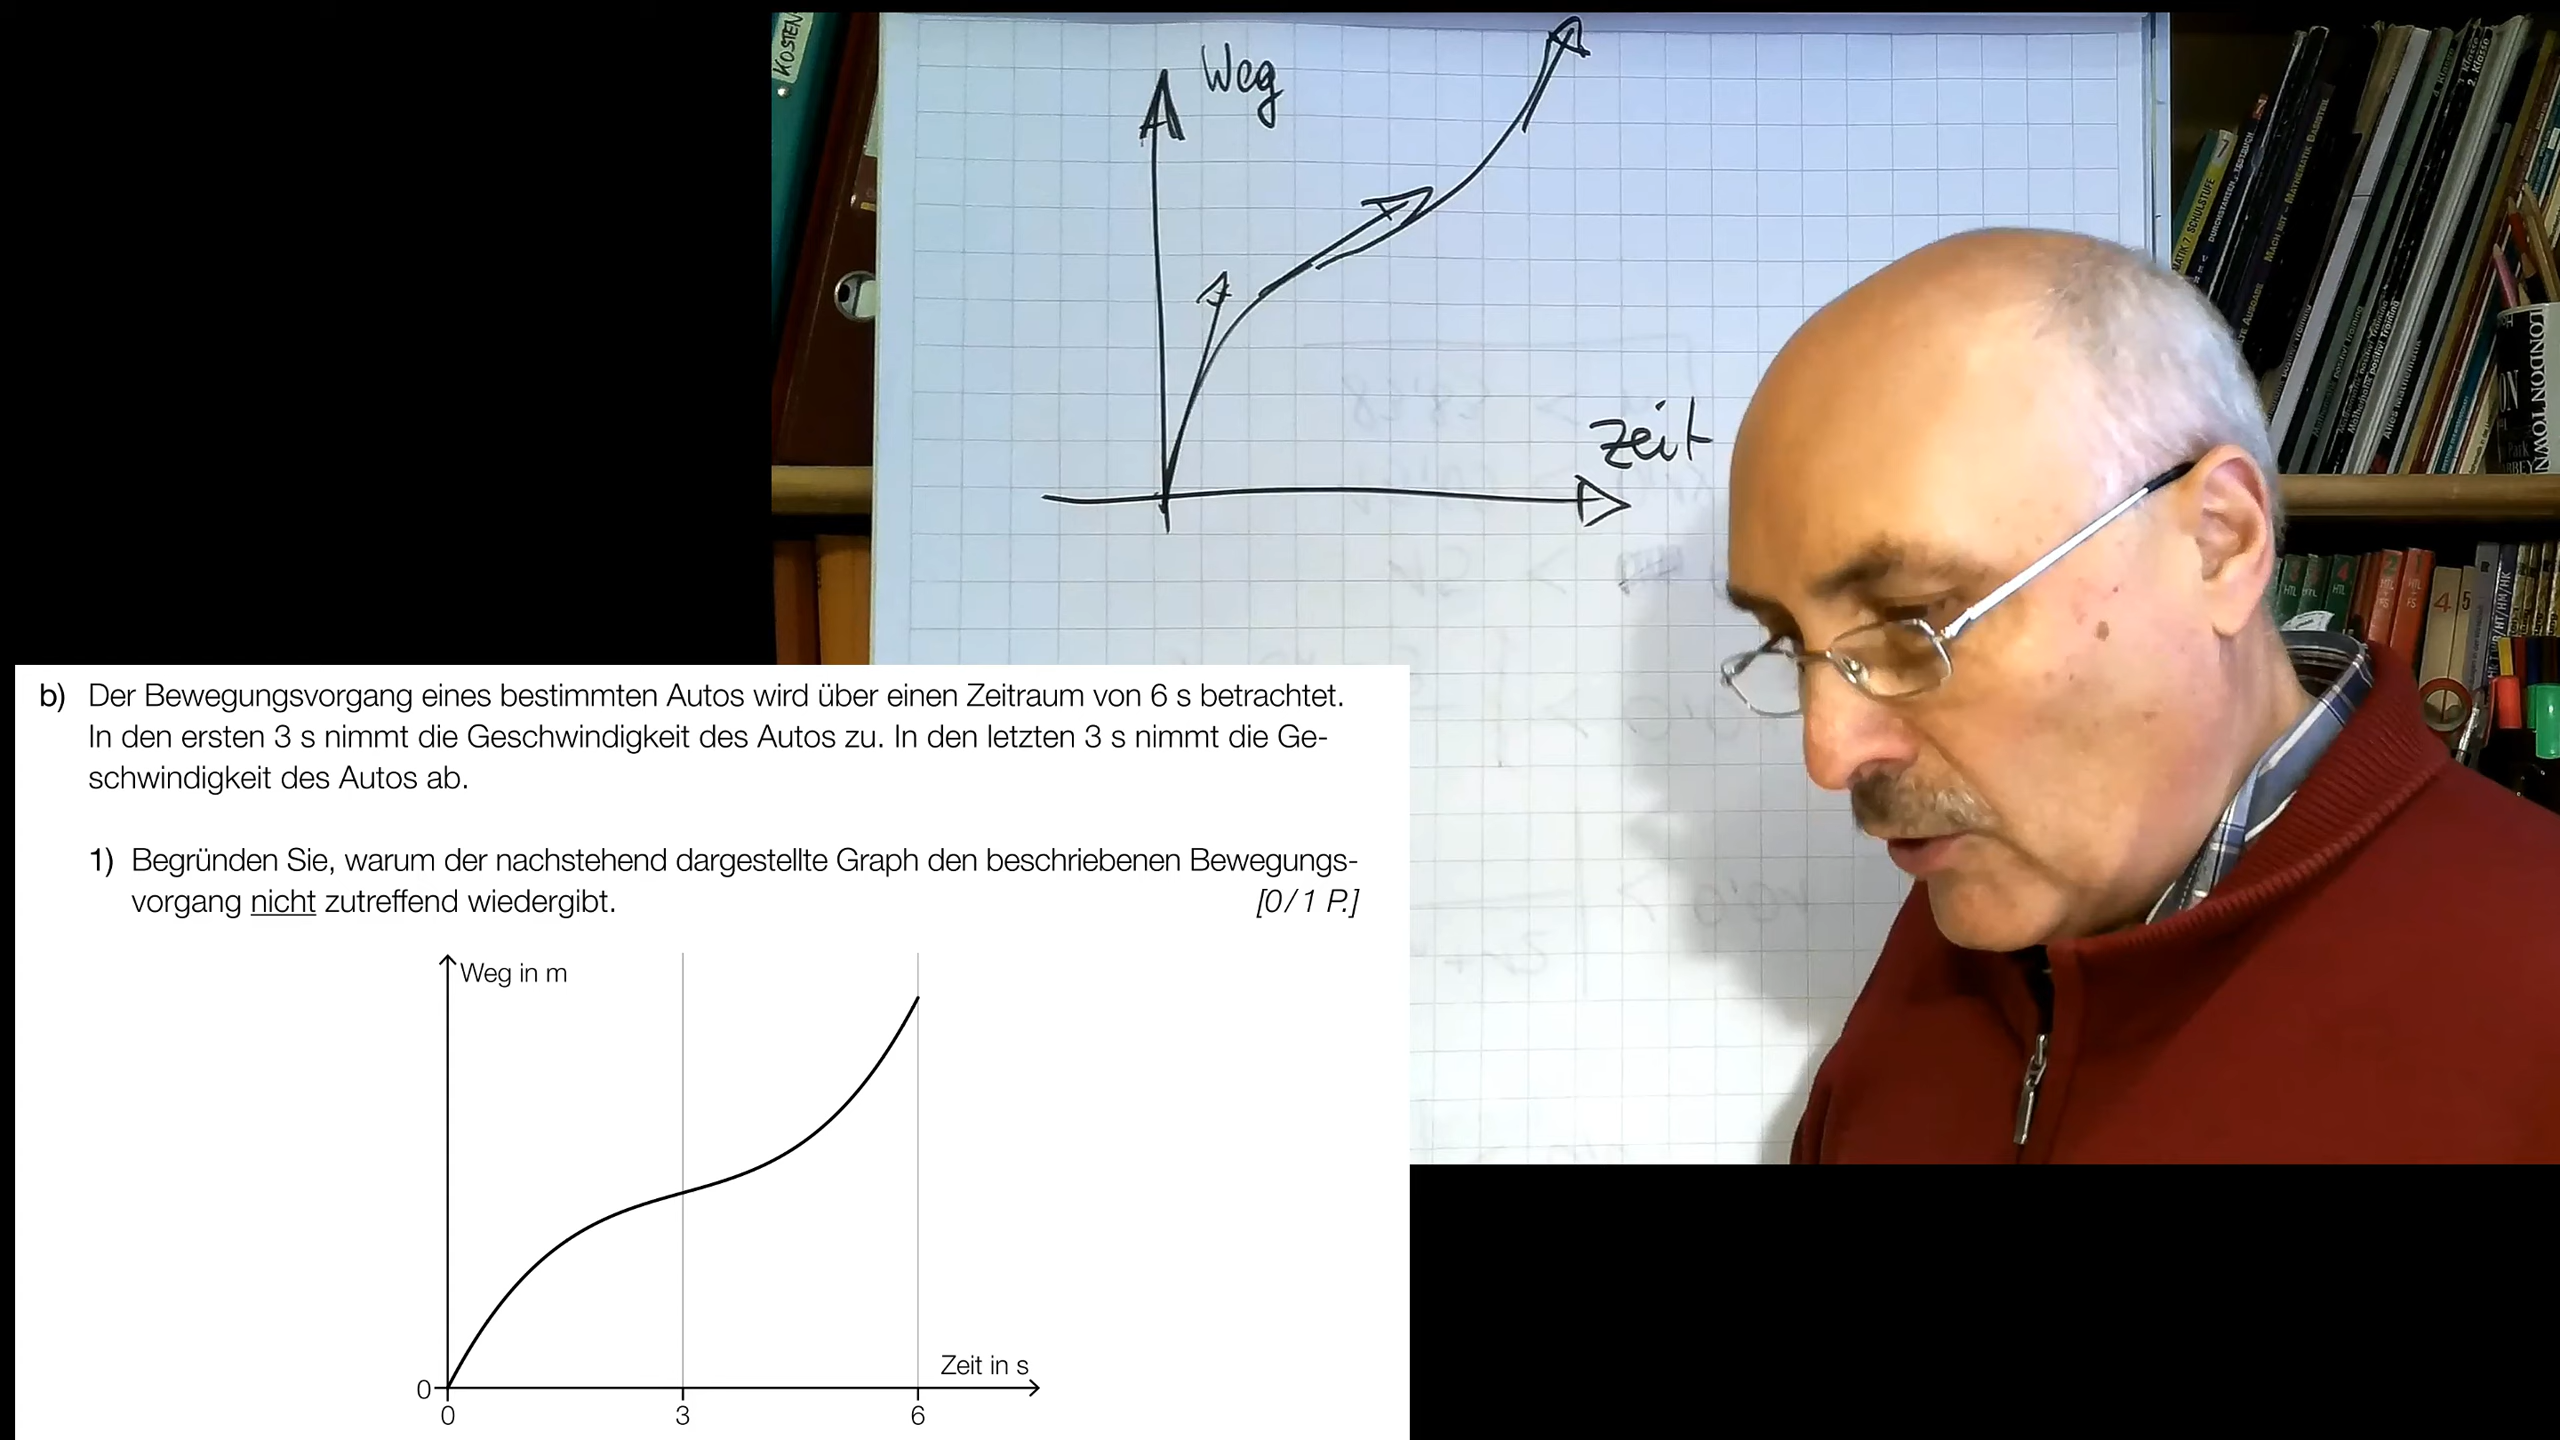 KOSTEN
Weg
Zeit
LONDON TOWN
b) Der Bewegungsvorgang eines bestimmten Autos wird über einen Zeitraum von 6 s betrachtet.
In den ersten 3 s nimmt die Geschwindigkeit des Autos zu. In den letzten 3 s nimmt die Ge-
schwindigkeit des Autos ab.
1) Begründen Sie, warum der nachstehend dargestellte Graph den beschriebenen Bewegungs-
vorgang nicht zutreffend wiedergibt. [0/1 P.]
Weg in m
Zeit in s
0
0 3 6